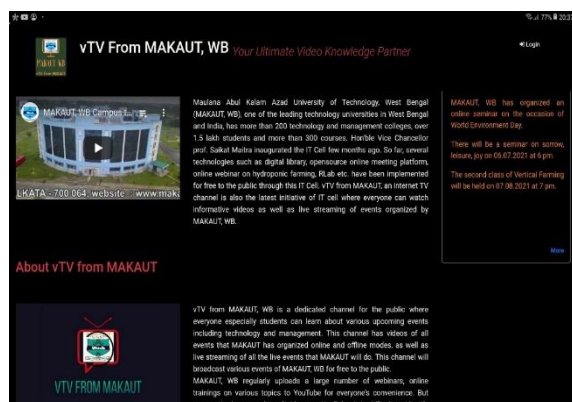 77% 20:37
vTV From MAKAUT, WB Your Ultimate Video Knowledge Partner
Login
MAKAUT WB
MAKAUT, WB Campus
LKATA - 700 064, website : www.maka
Maulana Abul Kalam Azad University of Technology, West Bengal
(MAKAUT, WB), one of the leading technology universities in West Bengal
and India, has more than 200 technology and management colleges, over
1.5 lakh students and more than 300 courses. Hon'ble Vice Chancellor
prof. Saikat Maitra inaugurated the IT Cell few months ago. So far, several
technologies such as digital library, opensource online meeting platform,
online webinar on hydroponic farming, RLab etc. have been implemented
for free to the public through this IT Cell. vTV from MAKAUT, an internet TV
channel is also the latest initiative of IT cell where everyone can watch
informative videos as well as live streaming of events organized by
MAKAUT, WB.
MAKAUT, WB has organized an
online seminar on the occasion of
World Environment Day.
There will be a seminar on sorrow,
leisure, joy on 06.07.2021 at 6 pm.
The second class of Vertical Farming
will be held on 07.08.2021 at 7 pm.
More
About vTV from MAKAUT
VTV FROM MAKAUT
vTV from MAKAUT, WB is a dedicated channel for the public where
everyone especially students can learn about various upcoming events
including technology and management. This channel has videos of all
events that MAKAUT has organized online and offline modes, as well as
live streaming of all the live events that MAKAUT will do. This channel will
broadcast various events of MAKAUT, WB for free to the public.
MAKAUT, WB regularly uploads a large number of webinars, online
trainings on various topics to YouTube for everyone's convenience. But